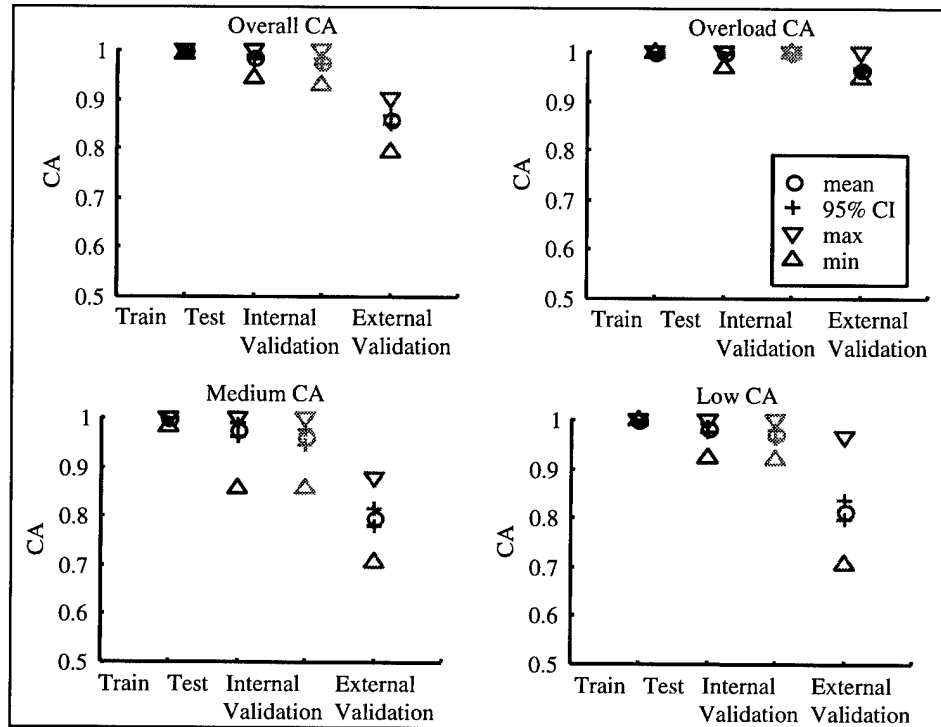 Overall CA
CA
1
0.9
0.8
0.7
0.6
0.5
Train Test Internal Validation External Validation
Overload CA
CA
1
0.9
0.8
0.7
0.6
0.5
mean
95% CI
max
min
Train Test Internal Validation External Validation
Medium CA
CA
1
0.9
0.8
0.7
0.6
0.5
Train Test Internal Validation External Validation
Low CA
CA
1
0.9
0.8
0.7
0.6
0.5
Train Test Internal Validation External Validation